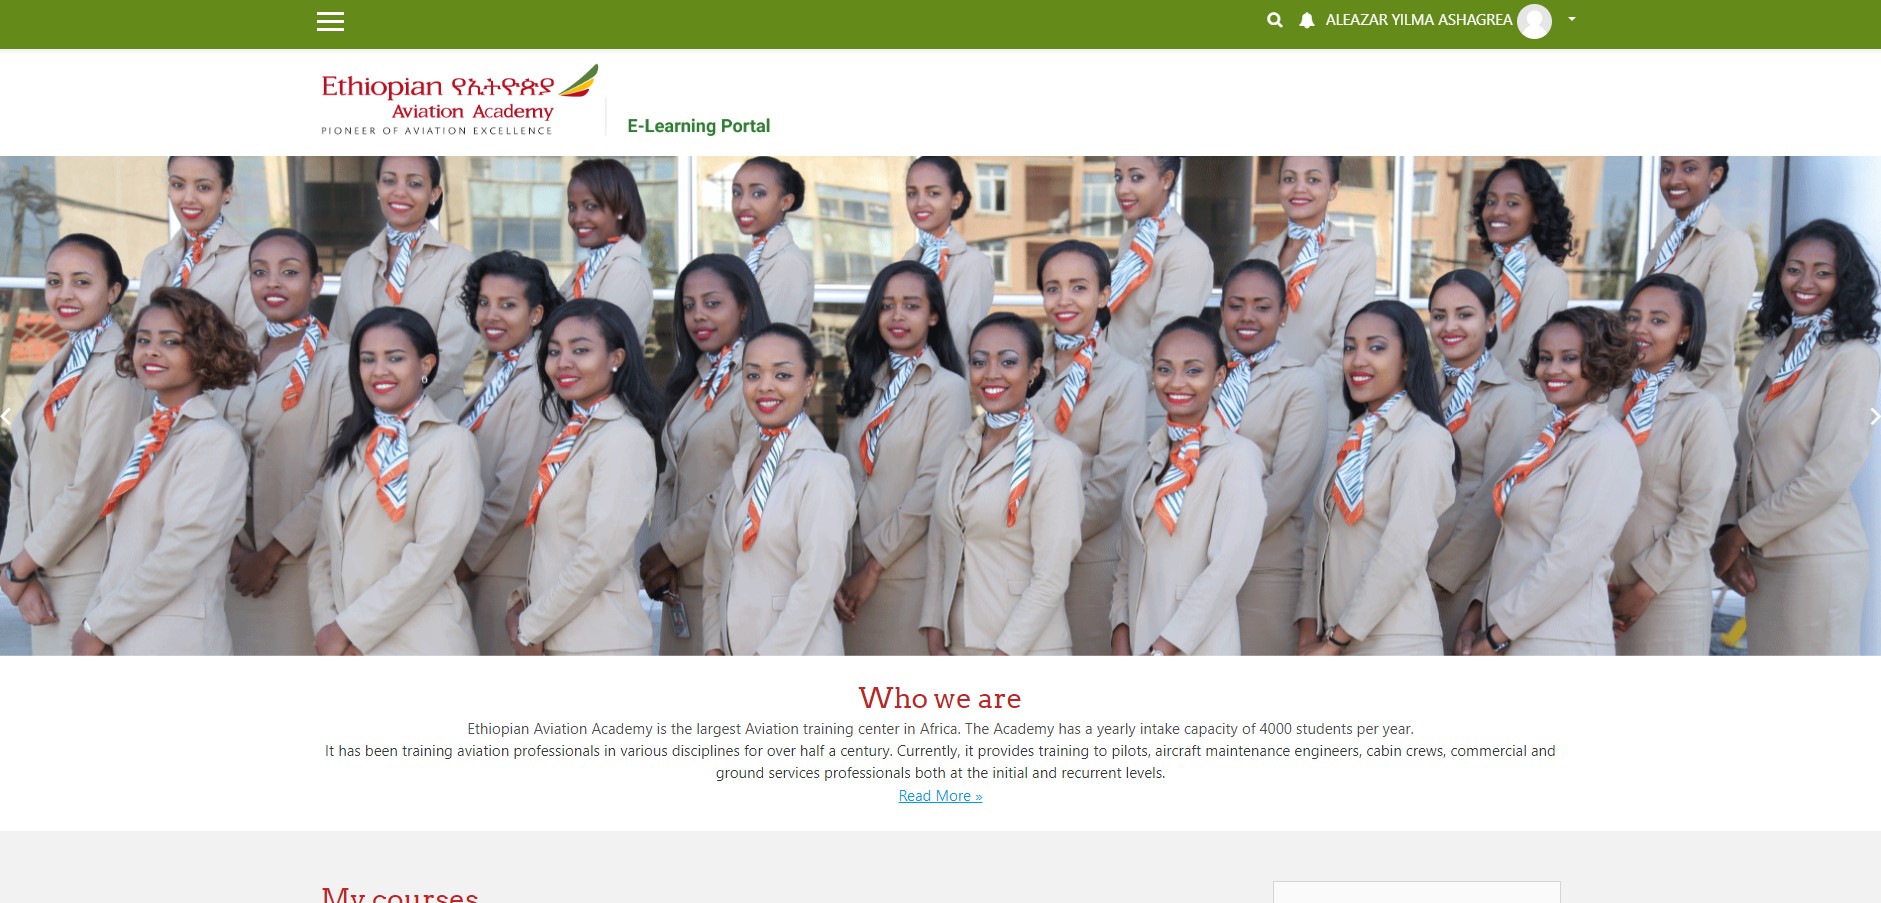 ALEAZAR YILMA ASHAGREA
Ethiopian የኢትዮጵያ
Aviation Academy
PIONEER OF AVIATION EXCELLENCE
E-Learning Portal
Who we are
Ethiopian Aviation Academy is the largest Aviation training center in Africa. The Academy has a yearly intake capacity of 4000 students per year.
It has been training aviation professionals in various disciplines for over half a century. Currently, it provides training to pilots, aircraft maintenance engineers, cabin crews, commercial and
ground services professionals both at the initial and recurrent levels.
Read More »
My courses